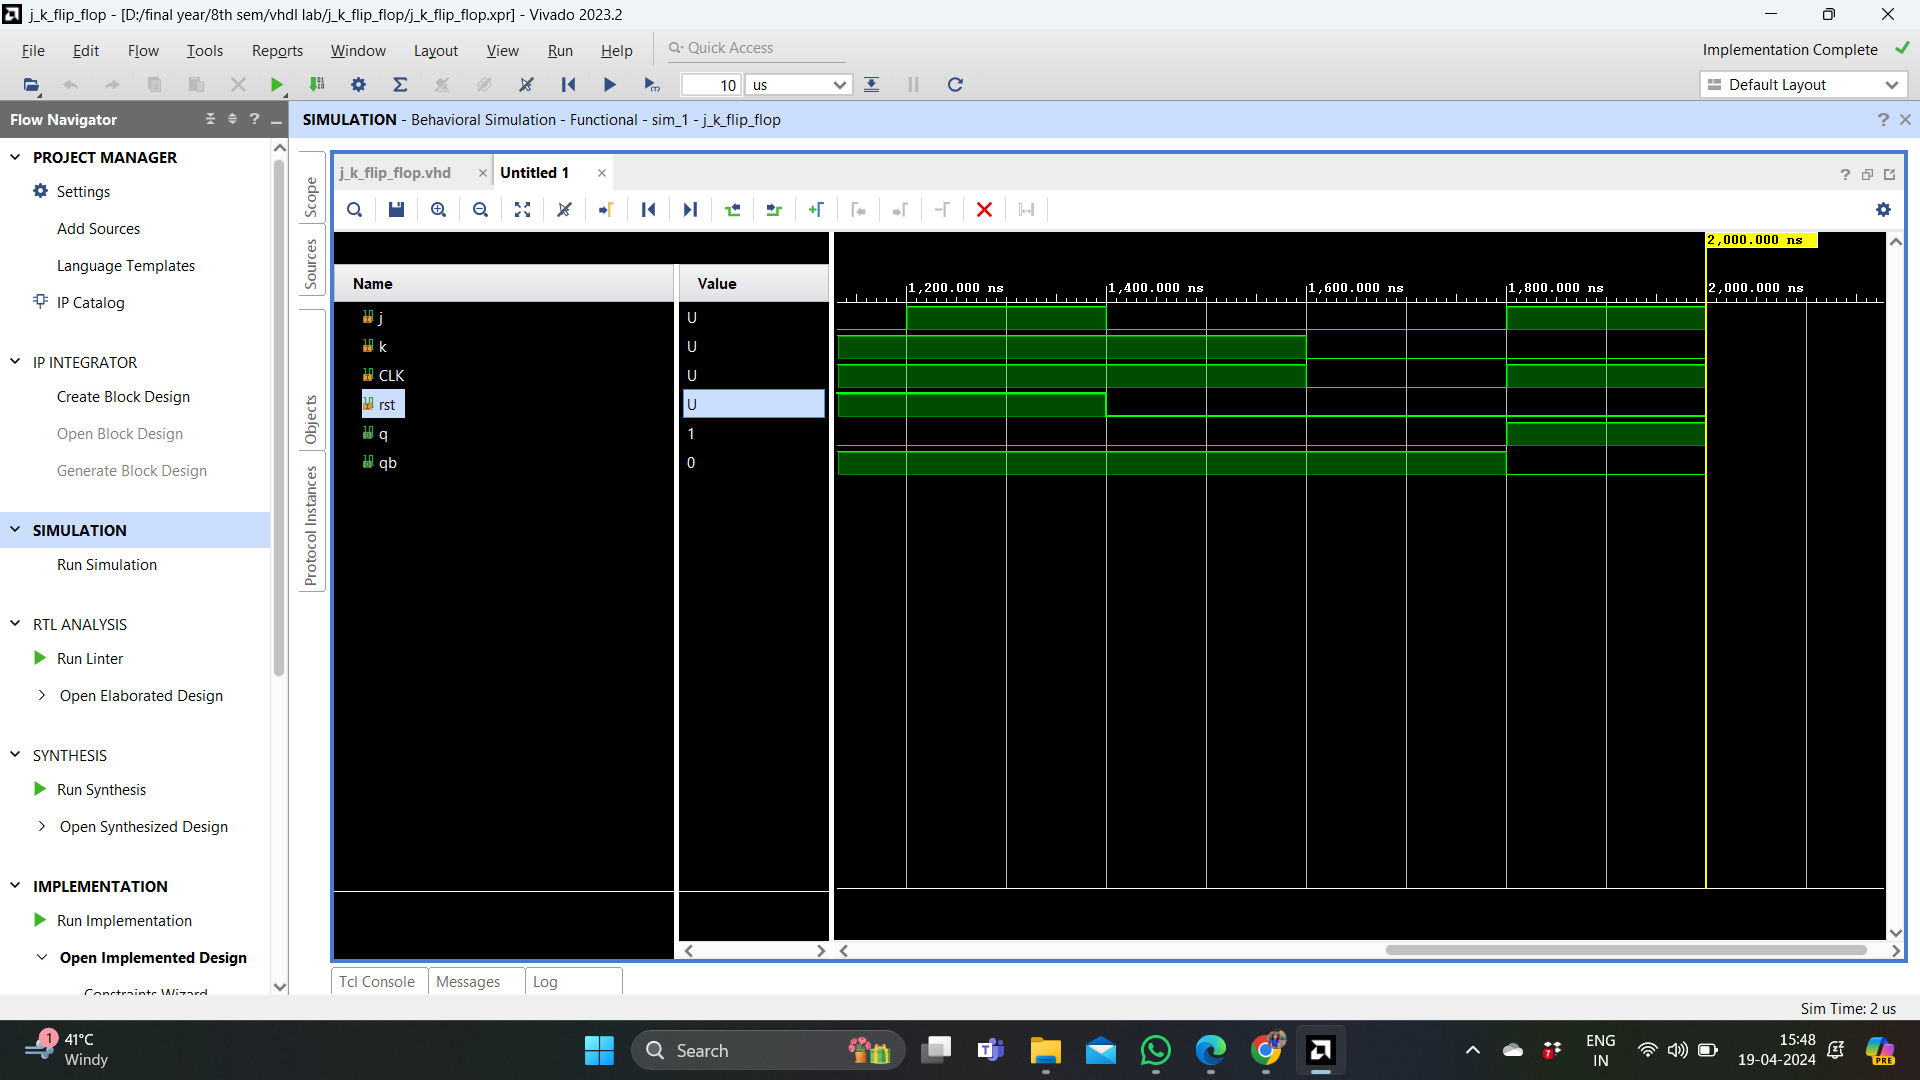 j_k_flip_flop - [D:/final year/8th sem/vhdl lab/j_k_flip_flop/j_k_flip_flop.xpr] - Vivado 2023.2
File Edit Flow Tools Reports Window Layout View Run Help Quick Access
Implementation Complete
10 us
Default Layout
Flow Navigator
SIMULATION - Behavioral Simulation - Functional - sim_1 - j_k_flip_flop
PROJECT MANAGER
Settings
Add Sources
Language Templates
IP Catalog
IP INTEGRATOR
Create Block Design
Open Block Design
Generate Block Design
SIMULATION
Run Simulation
RTL ANALYSIS
Run Linter
Open Elaborated Design
SYNTHESIS
Run Synthesis
Open Synthesized Design
IMPLEMENTATION
Run Implementation
Open Implemented Design
Constraints Wizard
Scope
Sources
Objects
Protocol Instances
j_k_flip_flop.vhd
Untitled 1
2,000.000 ns
Name Value
1,200.000 ns 1,400.000 ns 1,600.000 ns 1,800.000 ns 2,000.000 ns
j U
k U
CLK U
rst U
q 1
qb 0
Tcl Console Messages Log
Sim Time: 2 us
1
41°C
Windy
Search
7
ENG
IN
15:48
19-04-2024
PRE